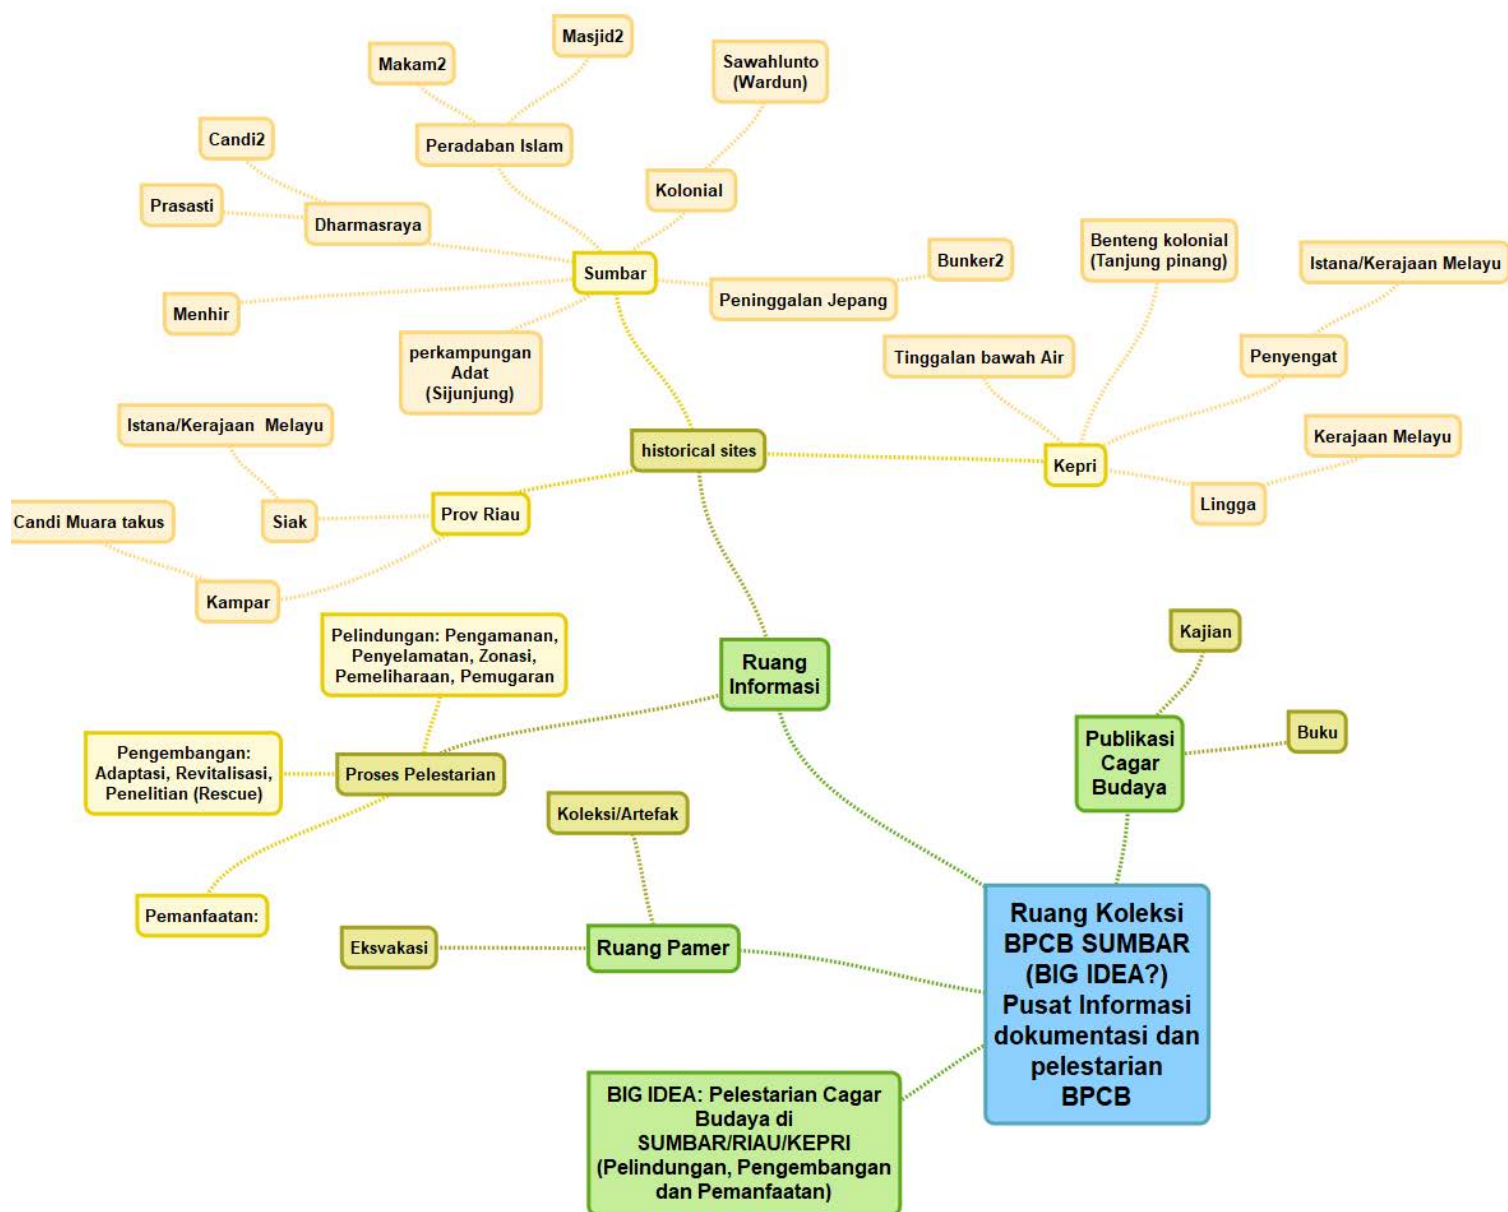 Masjid2
Makam2
Sawahlunto
(Wardun)
Candi2
Peradaban Islam
Prasasti
Dharmasraya
Kolonial
Sumbar
Bunker2
Benteng kolonial
(Tanjung pinang)
Istana/Kerajaan Melayu
Menhir
Peninggalan Jepang
perkampungan
Adat
(Sijunjung)
Tinggalan bawah Air
Penyengat
Istana/Kerajaan  Melayu
historical sites
Kerajaan Melayu
Kepri
Candi Muara takus
Siak
Prov Riau
Lingga
Kampar
Pelindungan: Pengamanan,
Penyelamatan, Zonasi,
Pemeliharaan, Pemugaran
Ruang
Informasi
Kajian
Pengembangan:
Adaptasi, Revitalisasi,
Penelitian (Rescue)
Proses Pelestarian
Publikasi
Cagar
Budaya
Buku
Koleksi/Artefak
Pemanfaatan:
Eksvakasi
Ruang Pamer
Ruang Koleksi
BPCB SUMBAR
(BIG IDEA?)
Pusat Informasi
dokumentasi dan
pelestarian
BPCB
BIG IDEA: Pelestarian Cagar
Budaya di
SUMBAR/RIAU/KEPRI
(Pelindungan, Pengembangan
dan Pemanfaatan)